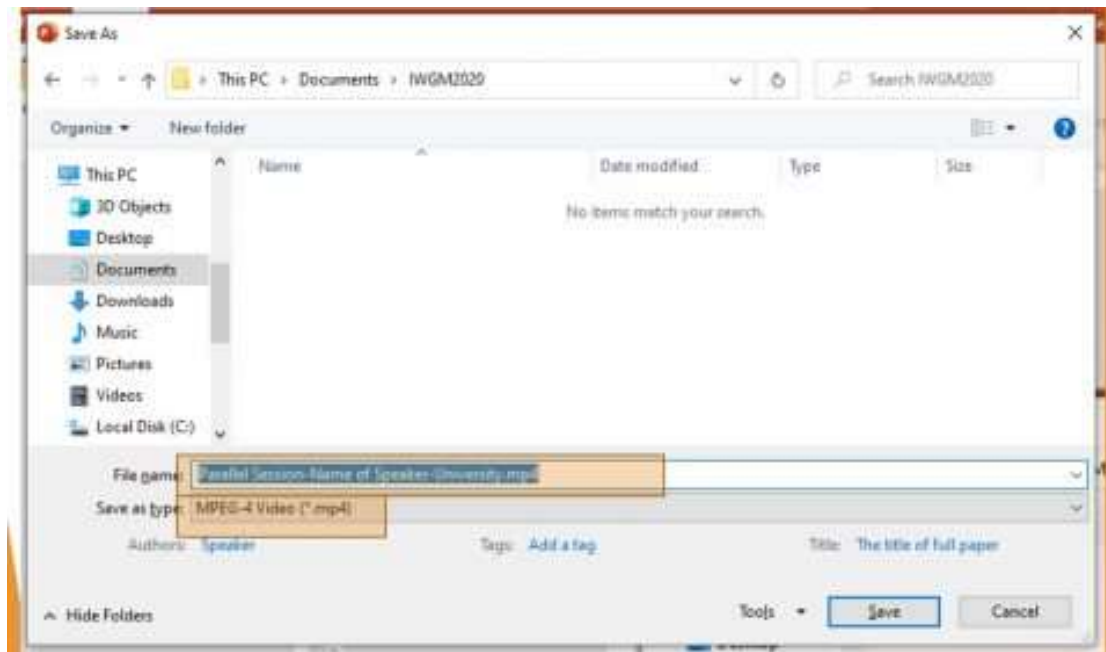 Save As
This PC › Documents › IWGM2020
Search IWGM2020
Organize
New folder
Name
Date modified
Type
Size
No items match your search.
This PC
3D Objects
Desktop
Documents
Downloads
Music
Pictures
Videos
Local Disk (C:)
File name: Parallel Session-Name of Speaker-University.mp4
Save as type: MPEG-4 Video (*.mp4)
Authors: Speaker
Tags: Add a tag
Title: The title of full paper
Hide Folders
Tools
Save
Cancel